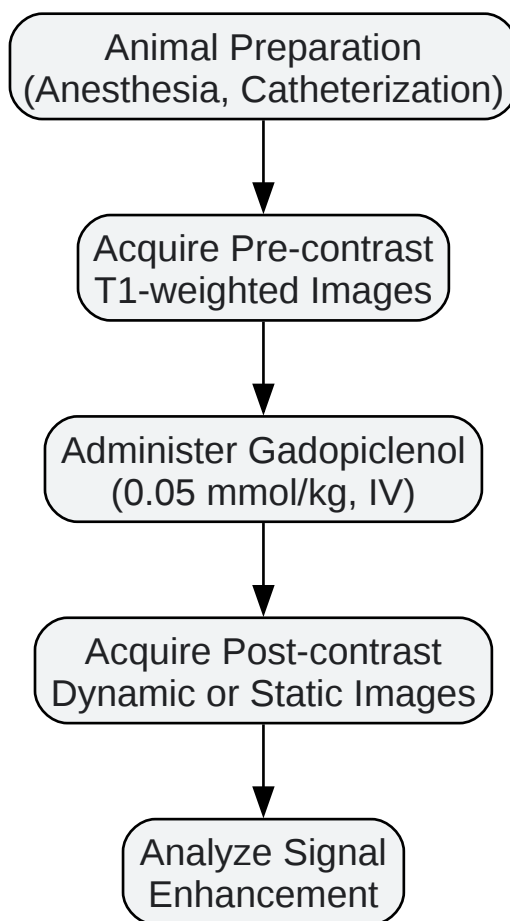 Animal Preparation
(Anesthesia, Catheterization)
Acquire Pre-contrast
T1-weighted Images
Administer Gadopiclenol
(0.05 mmol/kg, IV)
Acquire Post-contrast
Dynamic or Static Images
Analyze Signal
Enhancement